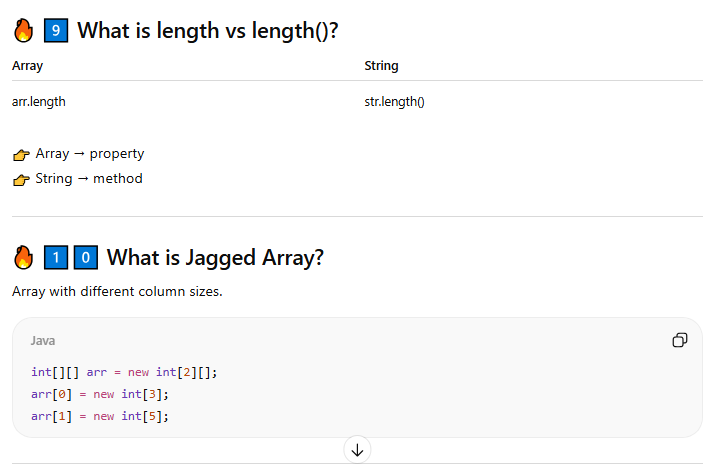 🔥 9️⃣ What is length vs length()?
Array String
arr.length str.length()
👉 Array → property
👉 String → method
🔥 1️⃣0️⃣ What is Jagged Array?
Array with different column sizes.
Java
int[][] arr = new int[2][];
arr[0] = new int[3];
arr[1] = new int[5];